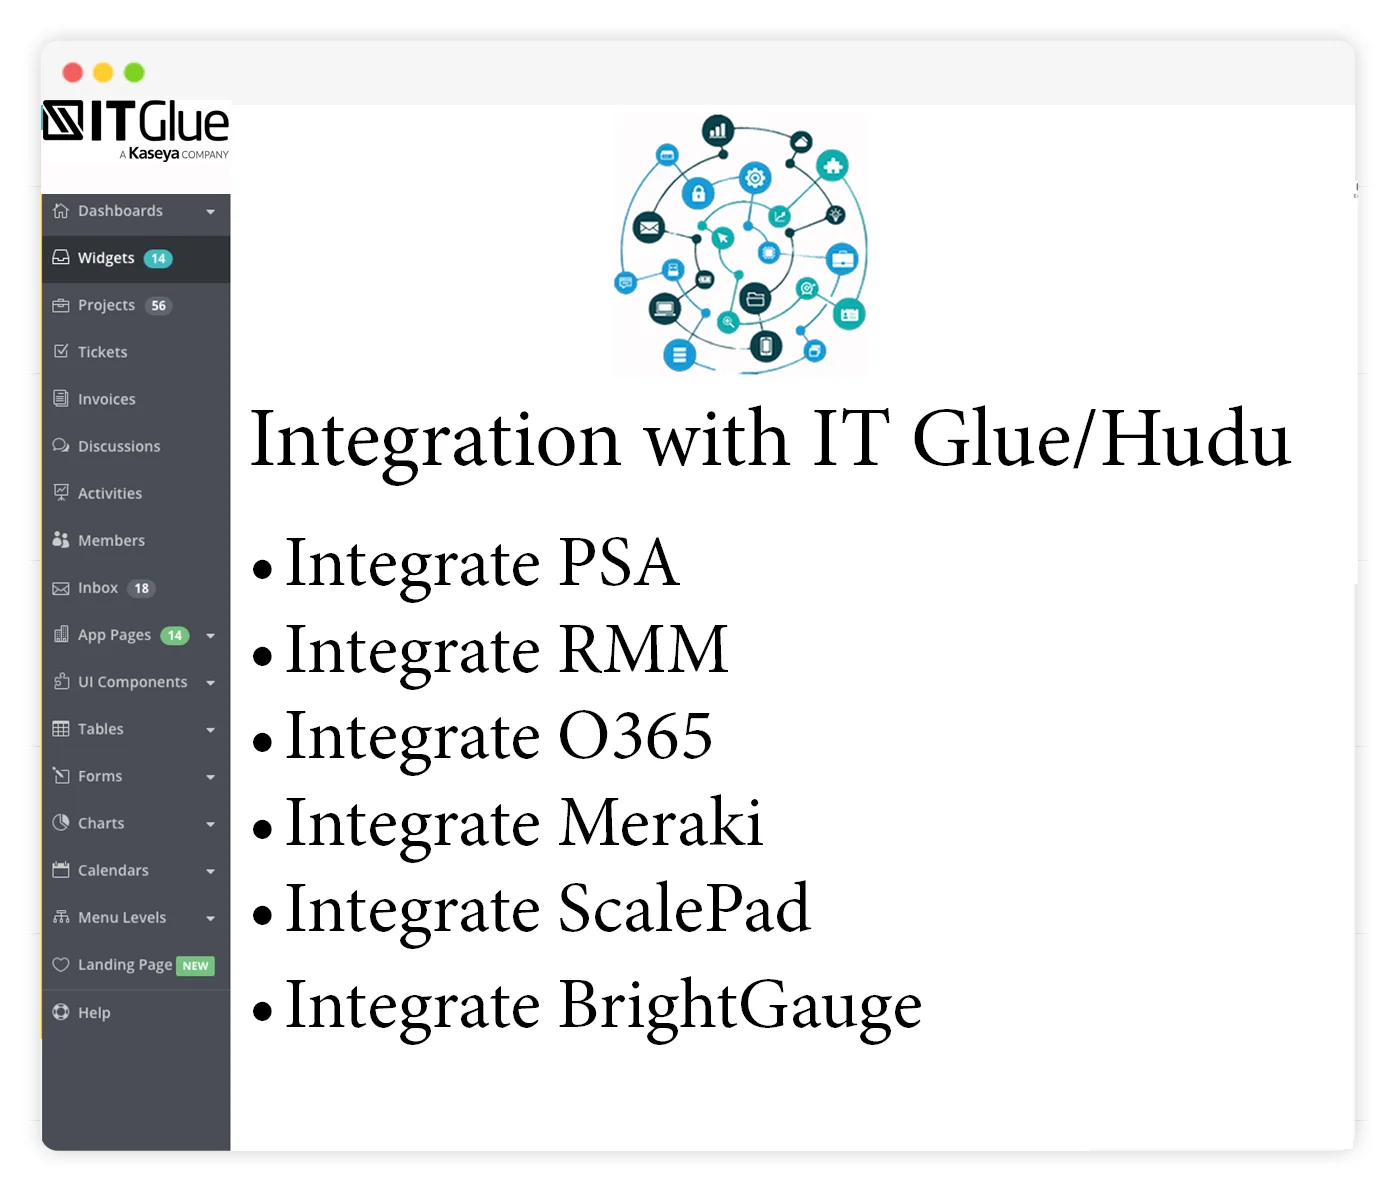 IT Glue
A Kaseya COMPANY
Dashboards
Widgets 14
Projects 56
Tickets
Invoices
Discussions
Activities
Members
Inbox 18
App Pages 14
UI Components
Tables
Forms
Charts
Calendars
Menu Levels
Landing Page NEW
Help
Integration with IT Glue/Hudu
• Integrate PSA
• Integrate RMM
• Integrate O365
• Integrate Meraki
• Integrate ScalePad
• Integrate BrightGauge